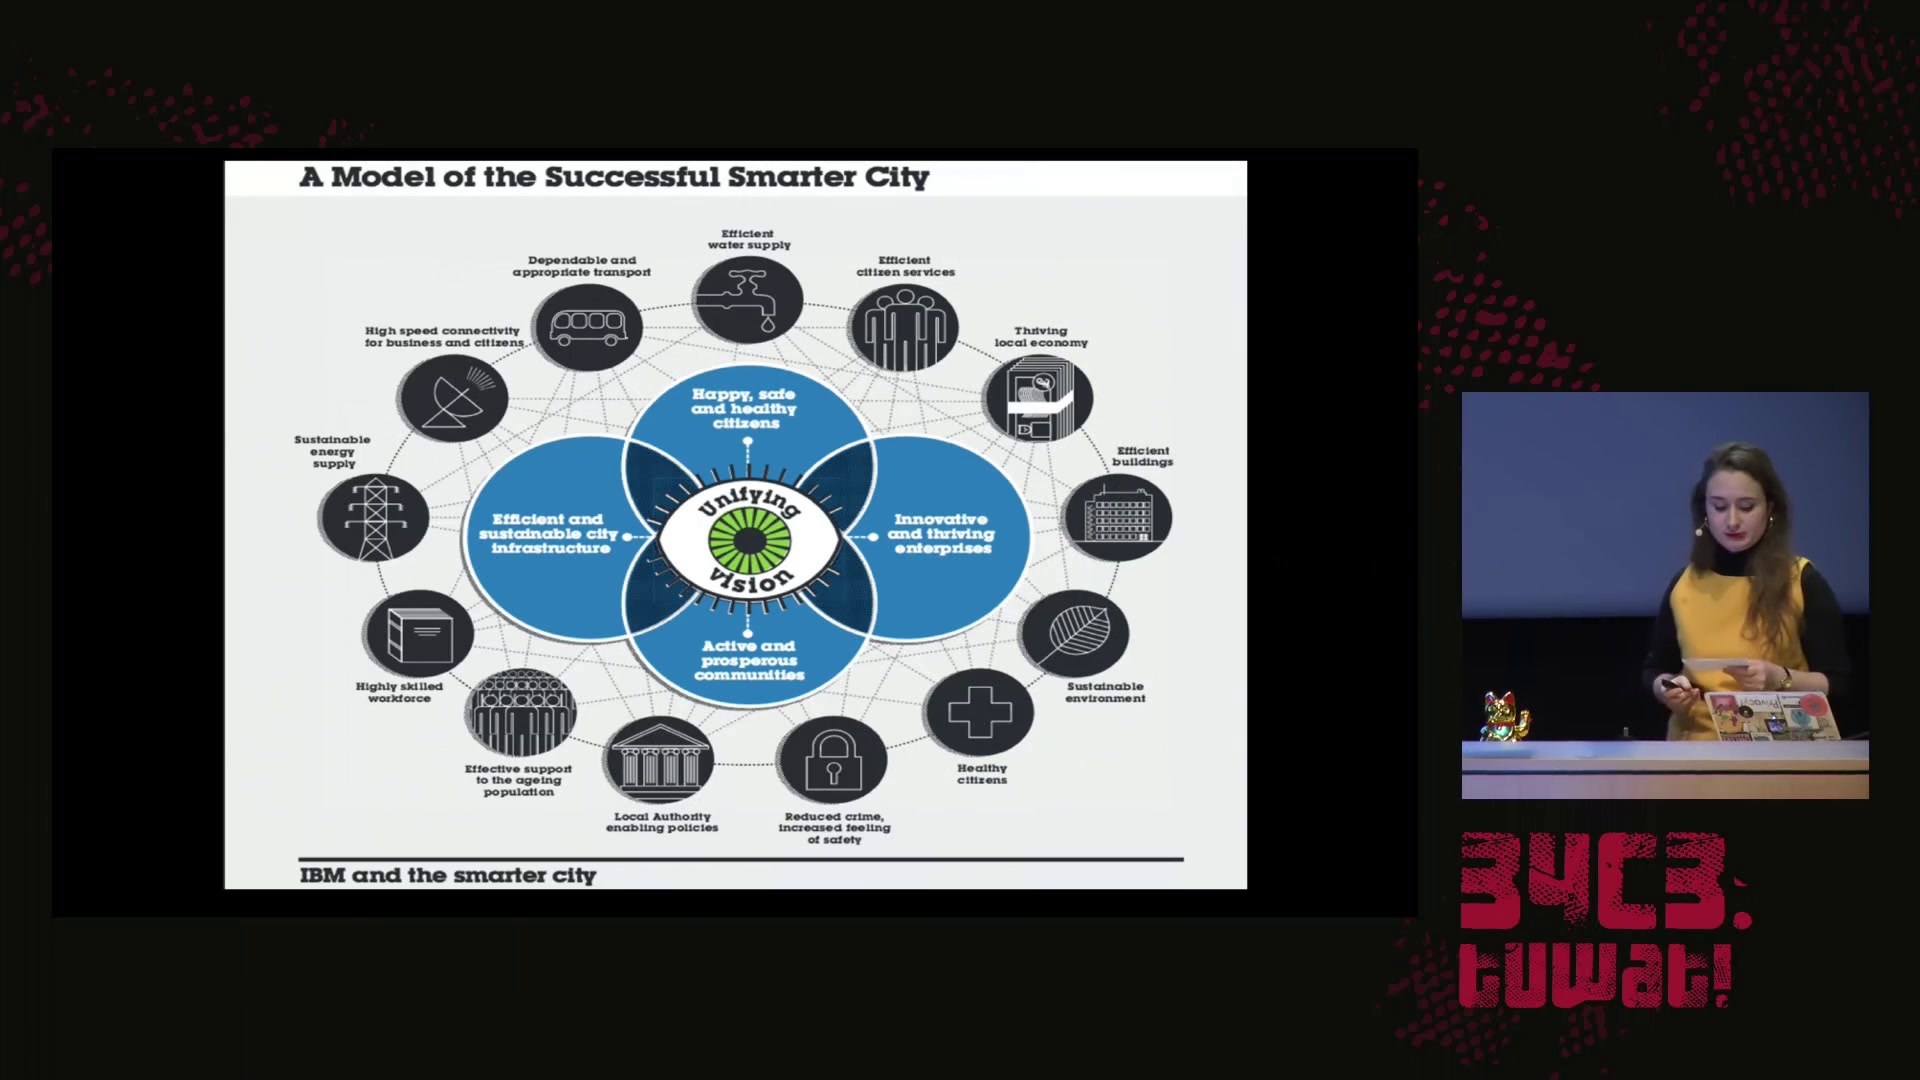 A Model of the Successful Smarter City
Efficient
water supply
Dependable and
appropriate transport
Efficient
citizen services
High speed connectivity
for business and citizens
Thriving
local economy
Happy, safe
and healthy
citizens
Sustainable
energy
supply
Efficient
buildings
Unifying
vision
Efficient and
sustainable city
infrastructure
Innovative
and thriving
enterprises
Active and
prosperous
communities
Highly skilled
workforce
Sustainable
environment
Effective support
to the ageing
population
Healthy
citizens
Local Authority
enabling policies
Reduced crime,
increased feeling
of safety
IBM and the smarter city
Privacy
34C3.
tuwat!